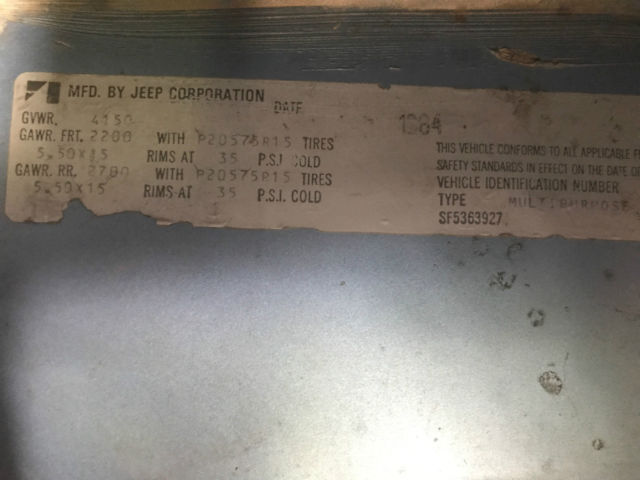 MFD. BY JEEP CORPORATION
DATE 1984
GVWR. 4150
GAWR. FRT. 2200 WITH P20575R15 TIRES
5.50X15 RIMS AT 35 P.S.I. COLD
GAWR. RR. 2700 WITH P20575R15 TIRES
5.50X15 RIMS AT 35 P.S.I. COLD
THIS VEHICLE CONFORMS TO ALL APPLICABLE
SAFETY STANDARDS IN EFFECT ON THE DATE OF
VEHICLE IDENTIFICATION NUMBER
TYPE MULTIPURPOSE
SF5363927